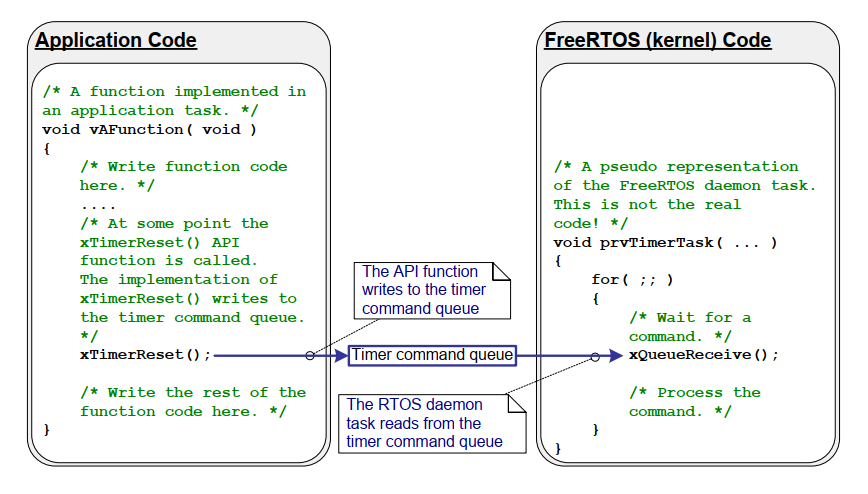 Application Code
/* A function implemented in
an application task. */
void vAFunction( void )
{
/* Write function code
here. */
....
/* At some point the
xTimerReset() API
function is called.
The implementation of
xTimerReset() writes to
the timer command queue.
*/
xTimerReset();
/* Write the rest of the
function code here. */
}
The API function
writes to the timer
command queue
Timer command queue
The RTOS daemon
task reads from the
timer command queue
FreeRTOS (kernel) Code
/* A pseudo representation
of the FreeRTOS daemon task.
This is not the real
code! */
void prvTimerTask( ... )
{
for( ;; )
{
/* Wait for a
command. */
xQueueReceive();
/* Process the
command. */
}
}